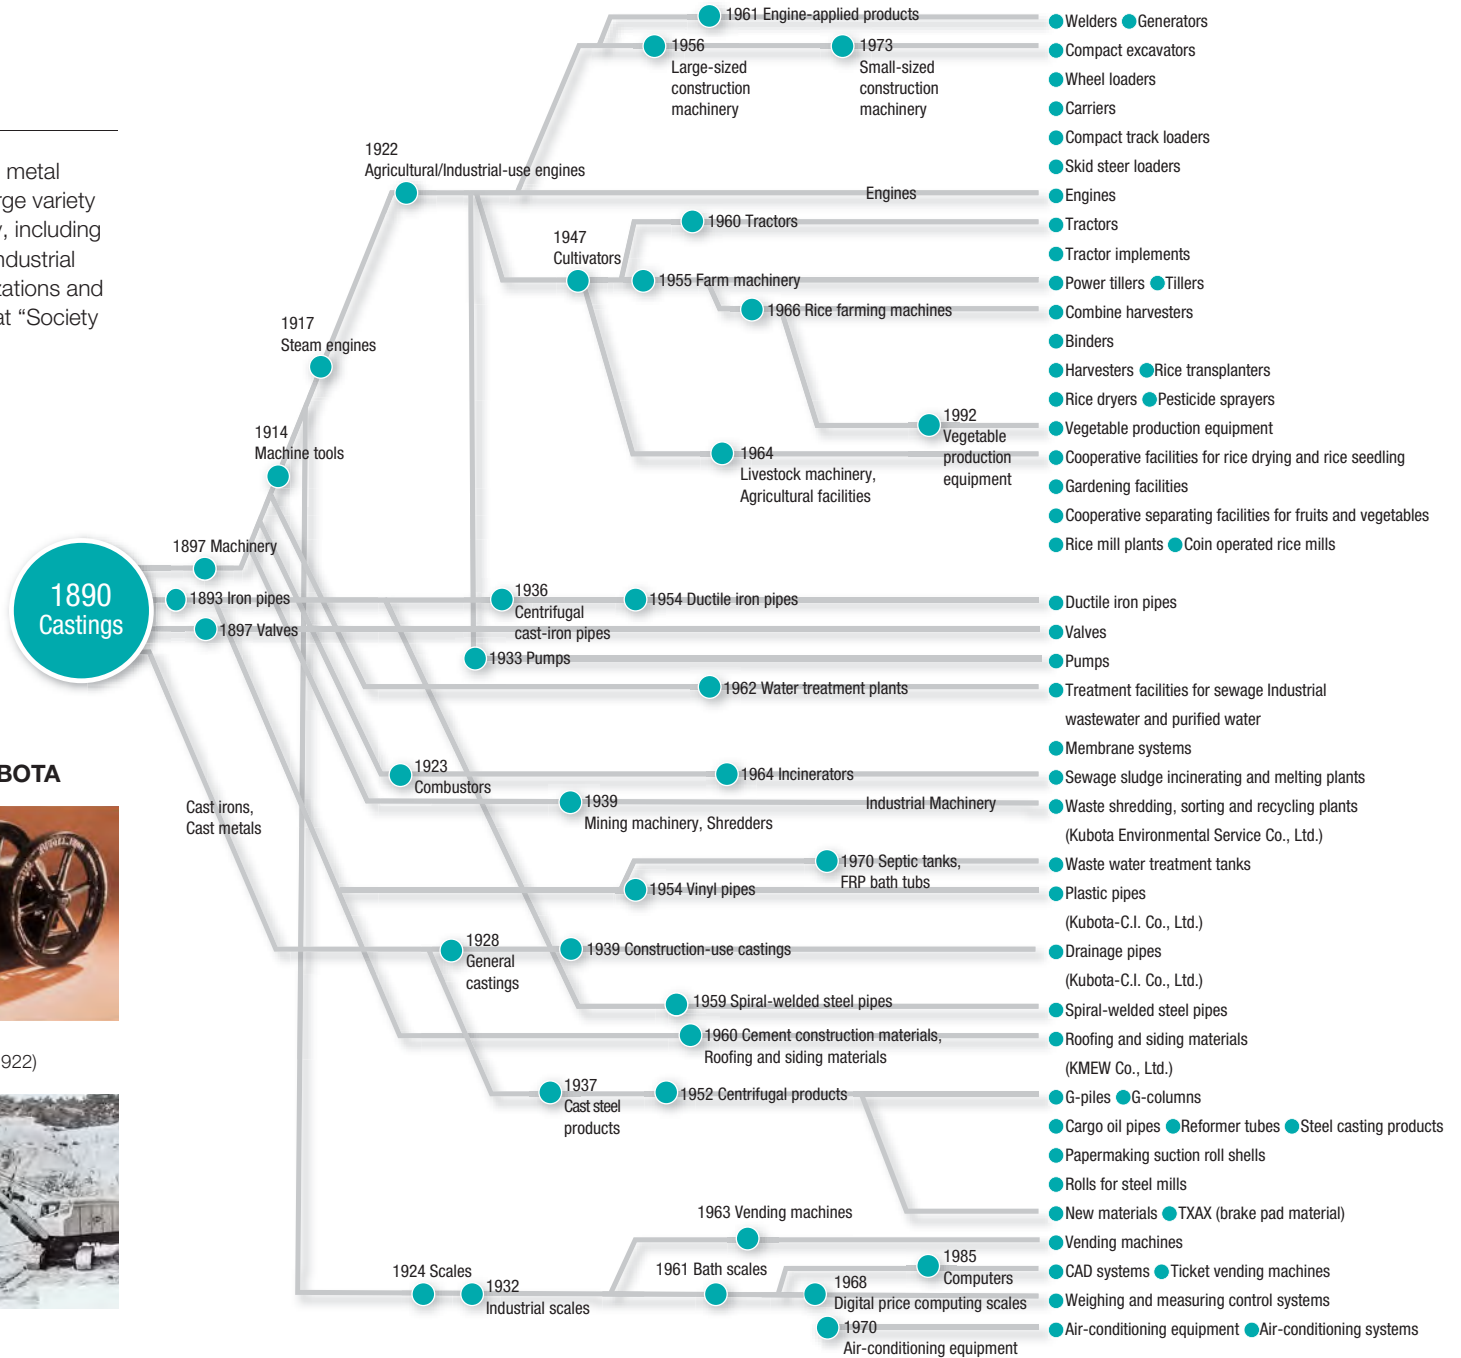 metal
variety
including
and
“Society
922)
1890
Castings
1897 Machinery
1893 Iron pipes
1897 Valves
Cast irons,
Cast metals
1914
Machine tools
1917
Steam engines
1922
Agricultural/Industrial-use engines
1961 Engine-applied products
1956
Large-sized
construction
machinery
1973
Small-sized
construction
machinery
Engines
1947
Cultivators
1960 Tractors
1955 Farm machinery
1966 Rice farming machines
1992
Vegetable
production
equipment
1964
Livestock machinery,
Agricultural facilities
1936
Centrifugal
cast-iron pipes
1954 Ductile iron pipes
1933 Pumps
1962 Water treatment plants
1923
Combustors
1964 Incinerators
1939
Mining machinery, Shredders
Industrial Machinery
1970 Septic tanks,
FRP bath tubs
1954 Vinyl pipes
1928
General
castings
1939 Construction-use castings
1959 Spiral-welded steel pipes
1960 Cement construction materials,
Roofing and siding materials
1937
Cast steel
products
1952 Centrifugal products
1963 Vending machines
1924 Scales
1932
Industrial scales
1961 Bath scales
1985
Computers
1968
Digital price computing scales
1970
Air-conditioning equipment
Welders Generators
Compact excavators
Wheel loaders
Carriers
Compact track loaders
Skid steer loaders
Engines
Tractors
Tractor implements
Power tillers Tillers
Combine harvesters
Binders
Harvesters Rice transplanters
Rice dryers Pesticide sprayers
Vegetable production equipment
Cooperative facilities for rice drying and rice seedling
Gardening facilities
Cooperative separating facilities for fruits and vegetables
Rice mill plants Coin operated rice mills
Ductile iron pipes
Valves
Pumps
Treatment facilities for sewage Industrial
wastewater and purified water
Membrane systems
Sewage sludge incinerating and melting plants
Waste shredding, sorting and recycling plants
(Kubota Environmental Service Co., Ltd.)
Waste water treatment tanks
Plastic pipes
(Kubota-C.I. Co., Ltd.)
Drainage pipes
(Kubota-C.I. Co., Ltd.)
Spiral-welded steel pipes
Roofing and siding materials
(KMEW Co., Ltd.)
G-piles G-columns
Cargo oil pipes Reformer tubes Steel casting products
Papermaking suction roll shells
Rolls for steel mills
New materials TXAX (brake pad material)
Vending machines
CAD systems Ticket vending machines
Weighing and measuring control systems
Air-conditioning equipment Air-conditioning systems